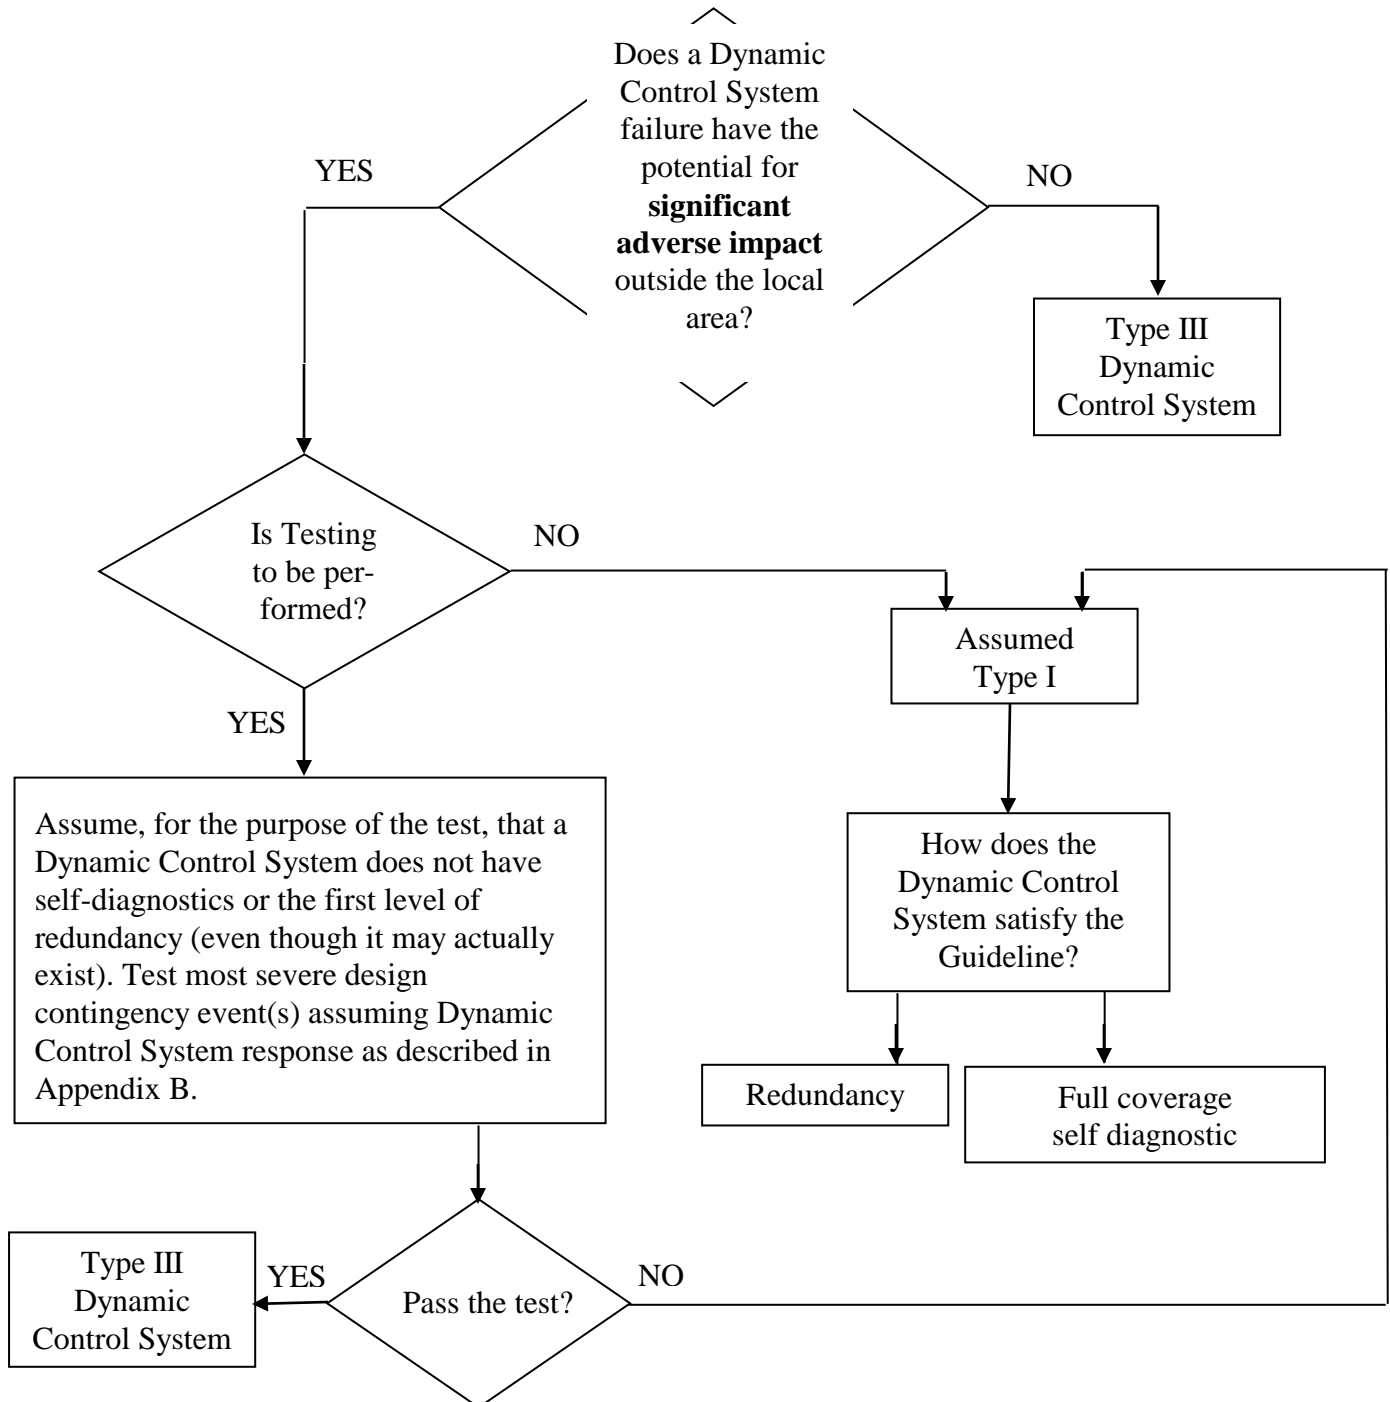 Does a Dynamic
Control System
failure have the
potential for
significant
adverse impact
outside the local
area?
YES
NO
Type III
Dynamic
Control System
Is Testing
to be per-
formed?
NO
YES
Assumed
Type I
Assume, for the purpose of the test, that a
Dynamic Control System does not have
self-diagnostics or the first level of
redundancy (even though it may actually
exist). Test most severe design
contingency event(s) assuming Dynamic
Control System response as described in
Appendix B.
How does the
Dynamic Control
System satisfy the
Guideline?
Redundancy
Full coverage
self diagnostic
Type III
Dynamic
Control System
YES
Pass the test?
NO